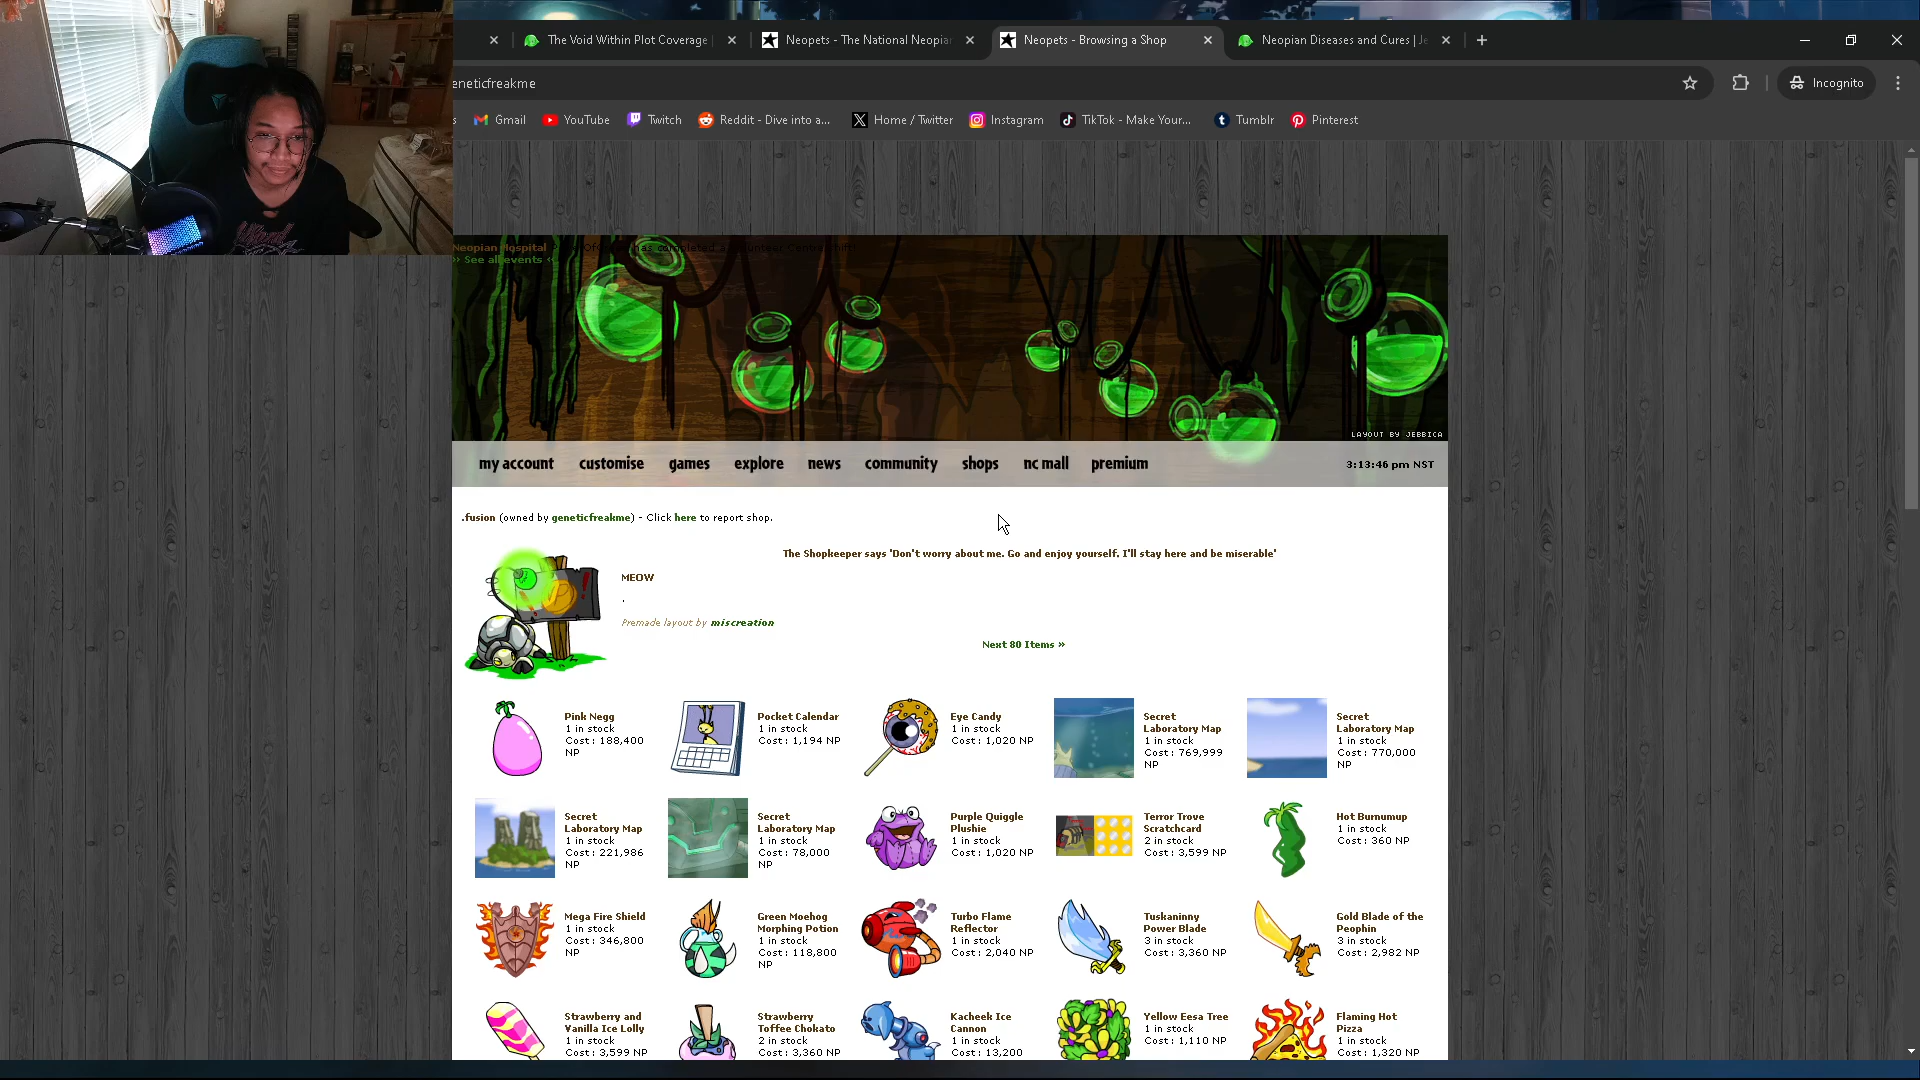 The Void Within Plot Coverage
Neopets - The National Neopian
Neopets - Browsing a Shop
Neopian Diseases and Cures | Je
eneticfreakme
Incognito
s
Gmail
YouTube
Twitch
Reddit - Dive into a...
Home / Twitter
Instagram
TikTok - Make Your...
Tumblr
Pinterest
Neopian Hospital
has completed a Volunteer Centre shift!
» See all events «
LAYOUT BY JEBBICA
my account
customise
games
explore
news
community
shops
nc mall
premium
3:13:46 pm NST
.fusion (owned by geneticfreakme) - Click here to report shop.
The Shopkeeper says 'Don't worry about me. Go and enjoy yourself. I'll stay here and be miserable'
MEOW
.
Premade layout by miscreation
Next 80 Items »
Pink Negg
1 in stock
Cost : 188,400
NP
Pocket Calendar
1 in stock
Cost : 1,194 NP
Eye Candy
1 in stock
Cost : 1,020 NP
Secret
Laboratory Map
1 in stock
Cost : 769,999
NP
Secret
Laboratory Map
1 in stock
Cost : 770,000
NP
Secret
Laboratory Map
1 in stock
Cost : 221,986
NP
Secret
Laboratory Map
1 in stock
Cost : 78,000
NP
Purple Quiggle
Plushie
1 in stock
Cost : 1,020 NP
Terror Trove
Scratchcard
2 in stock
Cost : 3,599 NP
Hot Burnumup
1 in stock
Cost : 360 NP
Mega Fire Shield
1 in stock
Cost : 346,800
NP
Green Moehog
Morphing Potion
1 in stock
Cost : 118,800
NP
Turbo Flame
Reflector
1 in stock
Cost : 2,040 NP
Tuskaninny
Power Blade
3 in stock
Cost : 3,360 NP
Gold Blade of the
Peophin
3 in stock
Cost : 2,982 NP
Strawberry and
Vanilla Ice Lolly
1 in stock
Cost : 3,599 NP
Strawberry
Toffee Chokato
2 in stock
Cost : 3,360 NP
Kacheek Ice
Cannon
1 in stock
Cost : 13,200
Yellow Eesa Tree
1 in stock
Cost : 1,110 NP
Flaming Hot
Pizza
1 in stock
Cost : 1,320 NP